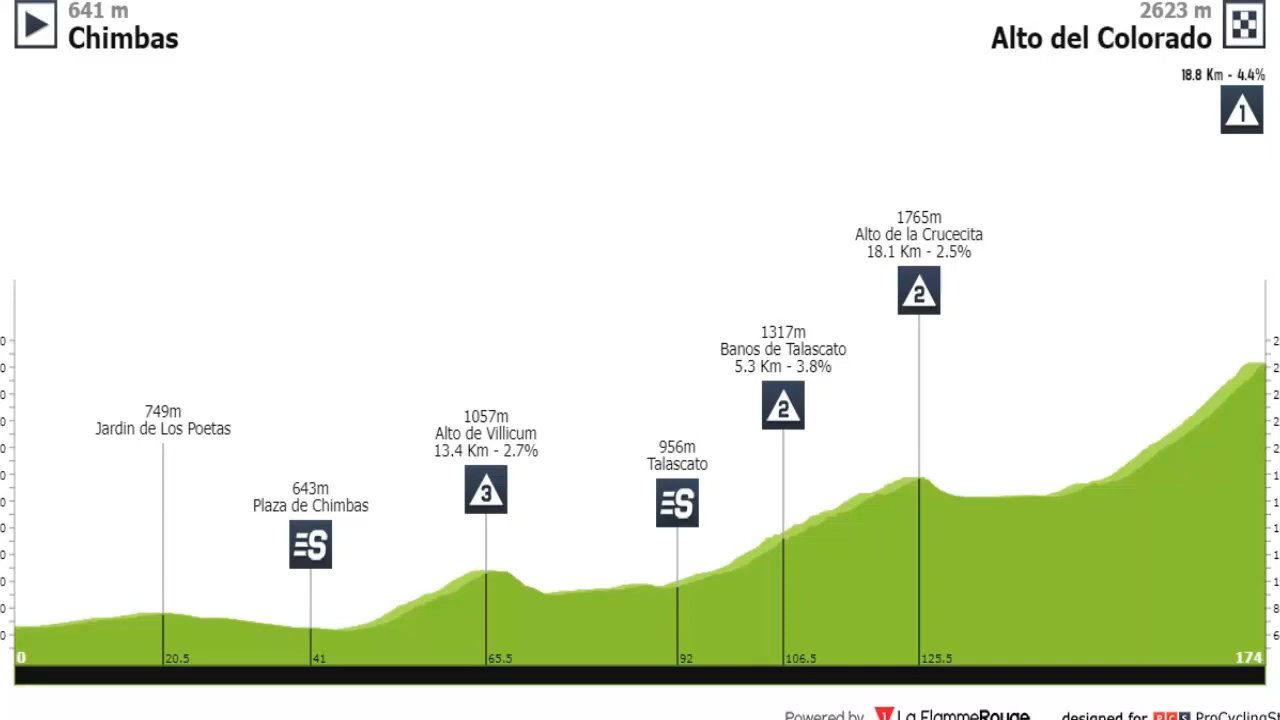 641 m
Chimbas
2623 m
Alto del Colorado
18.8 Km - 4.4%
1
1765m
Alto de la Crucecita
18.1 Km - 2.5%
2
1317m
Banos de Talascato
5.3 Km - 3.8%
2
749m
Jardin de Los Poetas
1057m
Alto de Villicum
13.4 Km - 2.7%
3
956m
Talascato
S
643m
Plaza de Chimbas
S
0
20.5
41
65.5
92
106.5
125.5
174
Powered by La FlammeRouge
designed for PCS